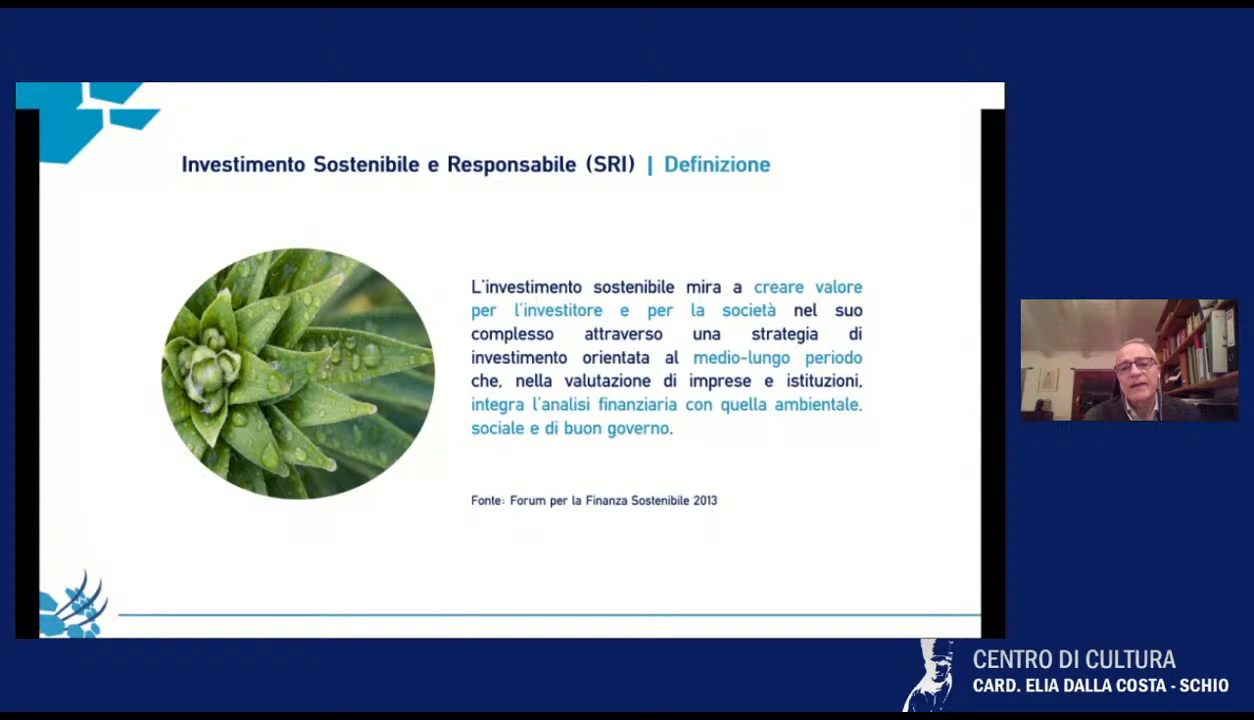 Investimento Sostenibile e Responsabile (SRI) | Definizione
L'investimento sostenibile mira a creare valore
per l'investitore e per la società nel suo
complesso attraverso una strategia di
investimento orientata al medio-lungo periodo
che, nella valutazione di imprese e istituzioni,
integra l'analisi finanziaria con quella ambientale,
sociale e di buon governo.
Fonte: Forum per la Finanza Sostenibile 2013
CENTRO DI CULTURA
CARD. ELIA DALLA COSTA - SCHIO